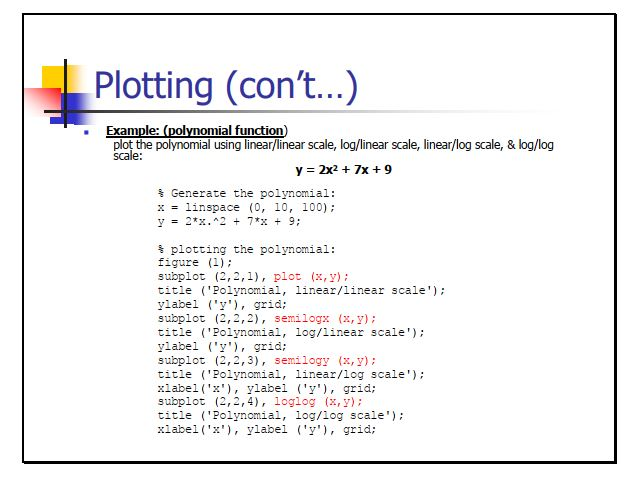 Plotting (con't…)
Example: (polynomial function)
plot the polynomial using linear/linear scale, log/linear scale, linear/log scale, & log/log
scale:
y = 2x² + 7x + 9
% Generate the polynomial:
x = linspace (0, 10, 100);
y = 2*x.^2 + 7*x + 9;
% plotting the polynomial:
figure (1);
subplot (2,2,1), plot (x,y);
title ('Polynomial, linear/linear scale');
ylabel ('y'), grid;
subplot (2,2,2), semilogx (x,y);
title ('Polynomial, log/linear scale');
ylabel ('y'), grid;
subplot (2,2,3), semilogy (x,y);
title ('Polynomial, linear/log scale');
xlabel('x'), ylabel ('y'), grid;
subplot (2,2,4), loglog (x,y);
title ('Polynomial, log/log scale');
xlabel('x'), ylabel ('y'), grid;